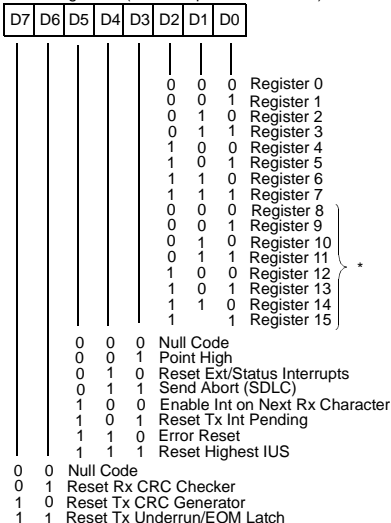 D7 D6 D5 D4 D3 D2 D1 D0
0 0 0 Register 0
0 0 1 Register 1
0 1 0 Register 2
0 1 1 Register 3
1 0 0 Register 4
1 0 1 Register 5
1 1 0 Register 6
1 1 1 Register 7
0 0 0 Register 8
0 0 1 Register 9
0 1 0 Register 10
0 1 1 Register 11
1 0 0 Register 12
1 0 1 Register 13
1 1 0 Register 14
1 1 Register 15
*
0 0 0 Null Code
0 0 1 Point High
0 1 0 Reset Ext/Status Interrupts
0 1 1 Send Abort (SDLC)
1 0 0 Enable Int on Next Rx Character
1 0 1 Reset Tx Int Pending
1 1 0 Error Reset
1 1 1 Reset Highest IUS
0 0 Null Code
0 1 Reset Rx CRC Checker
1 0 Reset Tx CRC Generator
1 1 Reset Tx Underrun/EOM Latch